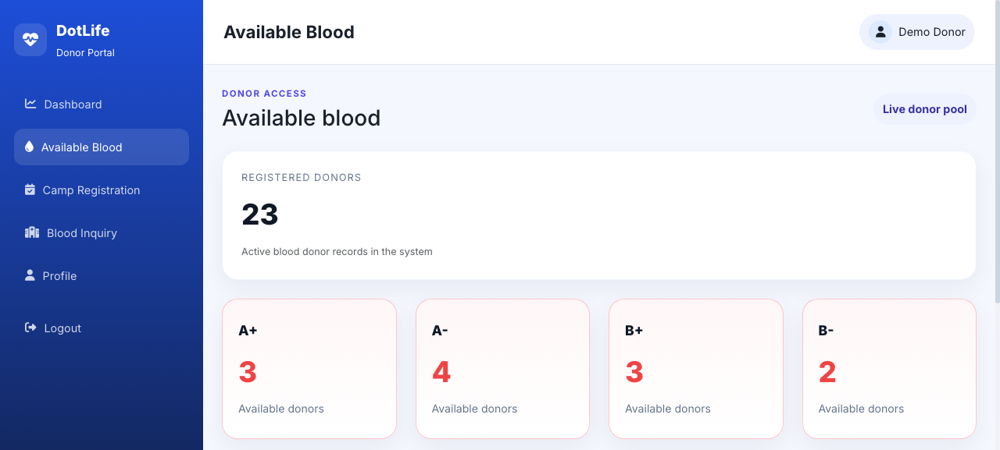 DotLife
Donor Portal
Dashboard
Available Blood
Camp Registration
Blood Inquiry
Profile
Logout
Available Blood
Demo Donor
DONOR ACCESS
Available blood
Live donor pool
REGISTERED DONORS
23
Active blood donor records in the system
A+
3
Available donors
A-
4
Available donors
B+
3
Available donors
B-
2
Available donors